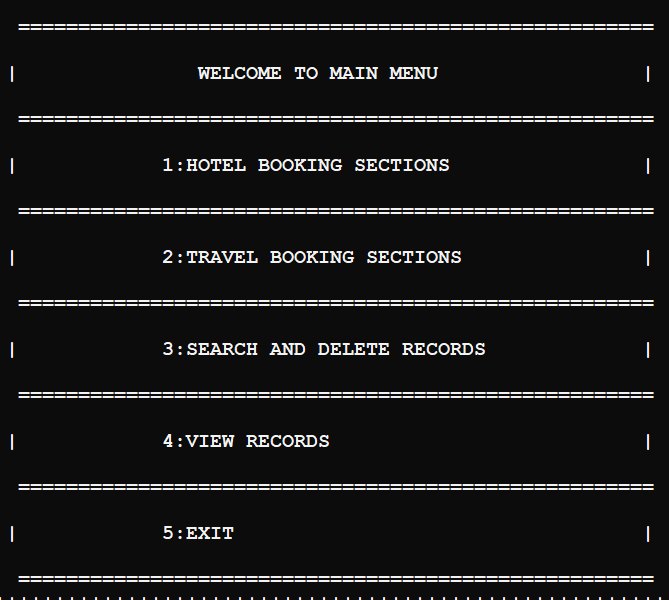 =====================================================
| WELCOME TO MAIN MENU |
=====================================================
| 1:HOTEL BOOKING SECTIONS |
=====================================================
| 2:TRAVEL BOOKING SECTIONS |
=====================================================
| 3:SEARCH AND DELETE RECORDS |
=====================================================
| 4:VIEW RECORDS |
=====================================================
| 5:EXIT |
=====================================================